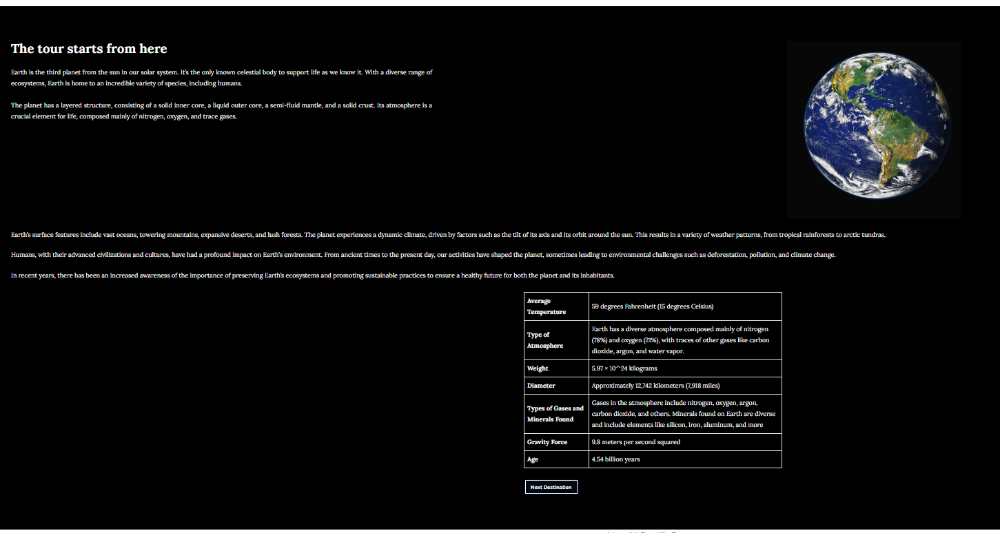 The tour starts from here
Earth is the third planet from the sun in our solar system. It's the only known celestial body to support life as we know it. With a diverse range of
ecosystems, Earth is home to an incredible variety of species, including humans.
The planet has a layered structure, consisting of a solid inner core, a liquid outer core, a semi-fluid mantle, and a solid crust. Its atmosphere is a
crucial element for life, composed mainly of nitrogen, oxygen, and trace gases.
Earth's surface features include vast oceans, towering mountains, expansive deserts, and lush forests. The planet experiences a dynamic climate, driven by factors such as the tilt of its axis and its orbit around the sun. This results in a variety of weather patterns, from tropical rainforests to arctic tundras.
Humans, with their advanced civilizations and cultures, have had a profound impact on Earth's environment. From ancient times to the present day, our activities have shaped the planet, sometimes leading to environmental challenges such as deforestation, pollution, and climate change.
In recent years, there has been an increased awareness of the importance of preserving Earth's ecosystems and promoting sustainable practices to ensure a healthy future for both the planet and its inhabitants.
Average
Temperature
59 degrees Fahrenheit (15 degrees Celsius)
Type of
Atmosphere
Earth has a diverse atmosphere composed mainly of nitrogen
(78%) and oxygen (21%), with traces of other gases like carbon
dioxide, argon, and water vapor.
Weight
5.97 × 10^24 kilograms
Diameter
Approximately 12,742 kilometers (7,918 miles)
Types of Gases and
Minerals Found
Gases in the atmosphere include nitrogen, oxygen, argon,
carbon dioxide, and others. Minerals found on Earth are diverse
and include elements like silicon, iron, aluminum, and more
Gravity Force
9.8 meters per second squared
Age
4.54 billion years
Next Destination